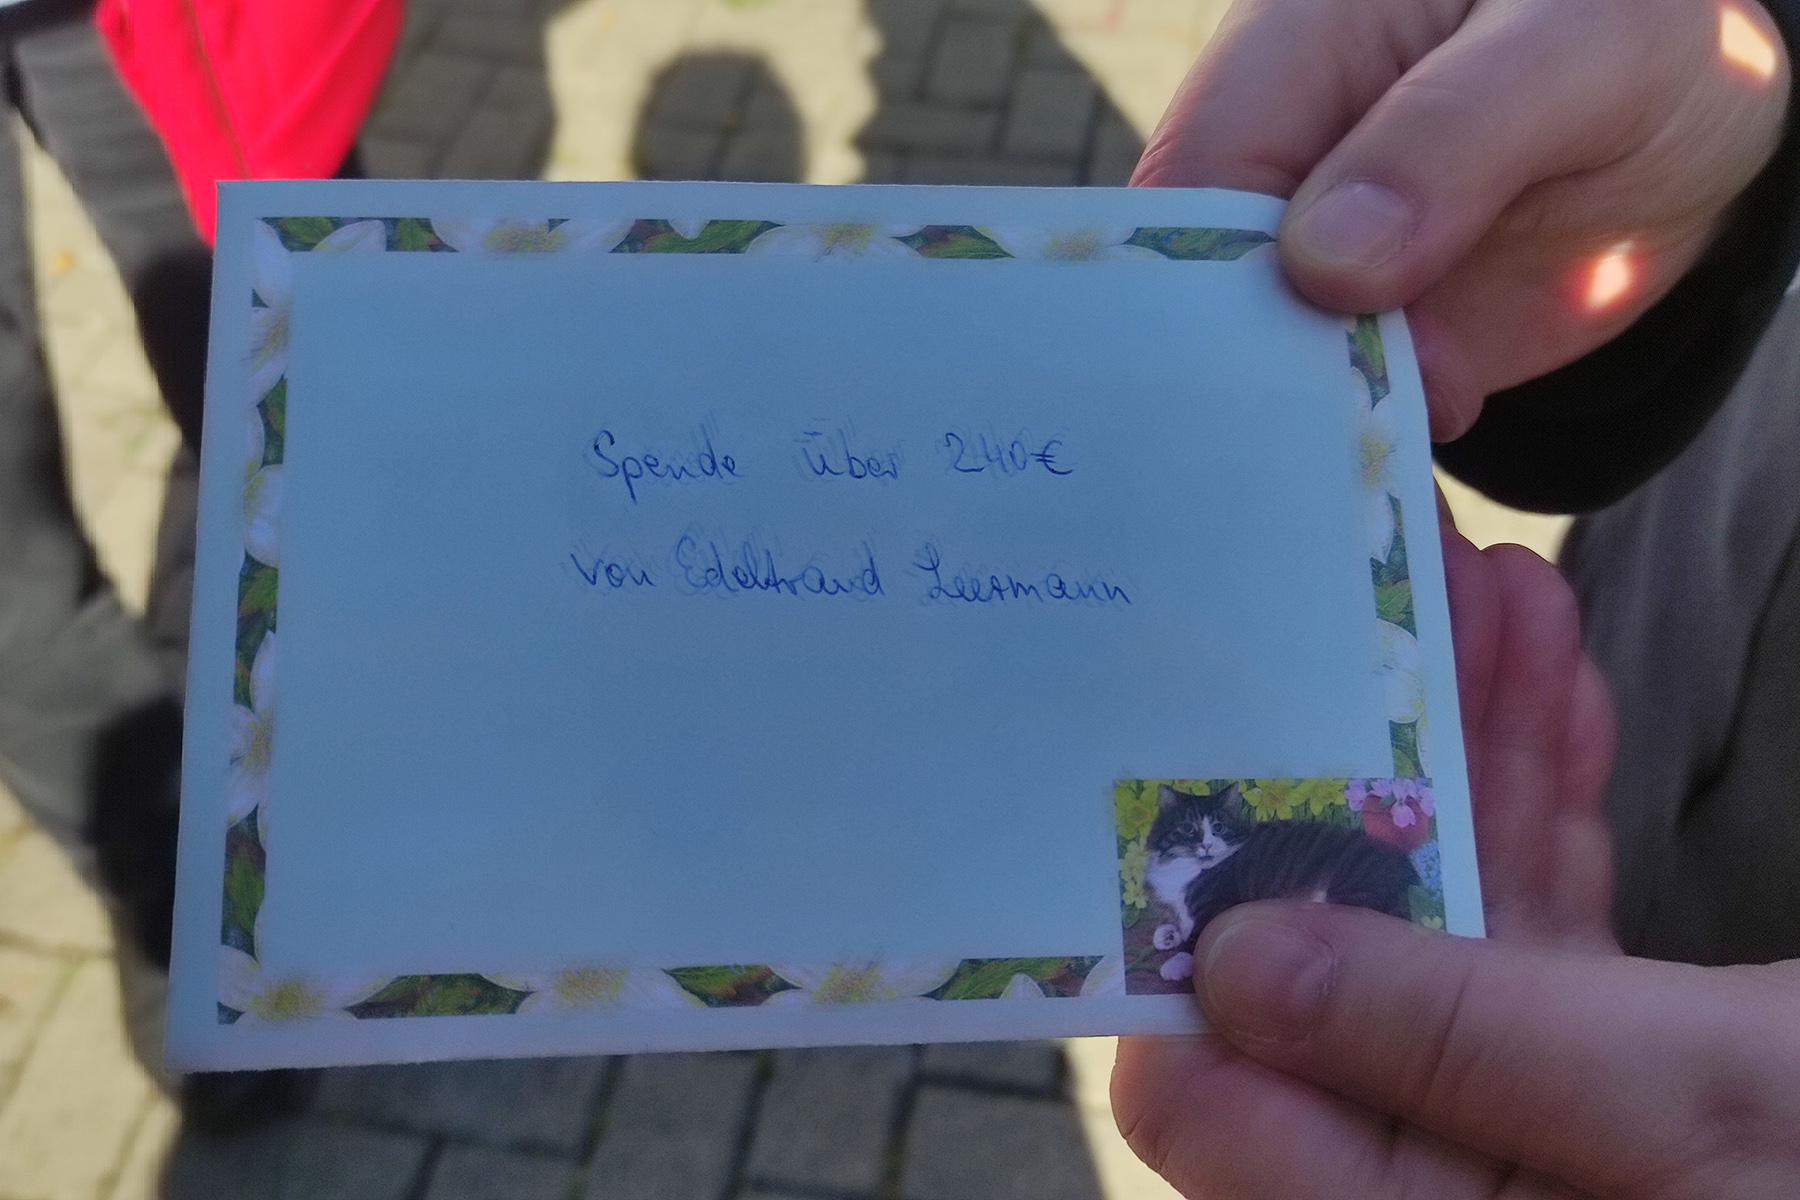 Spende über 240€
von Edeltraud Leermann